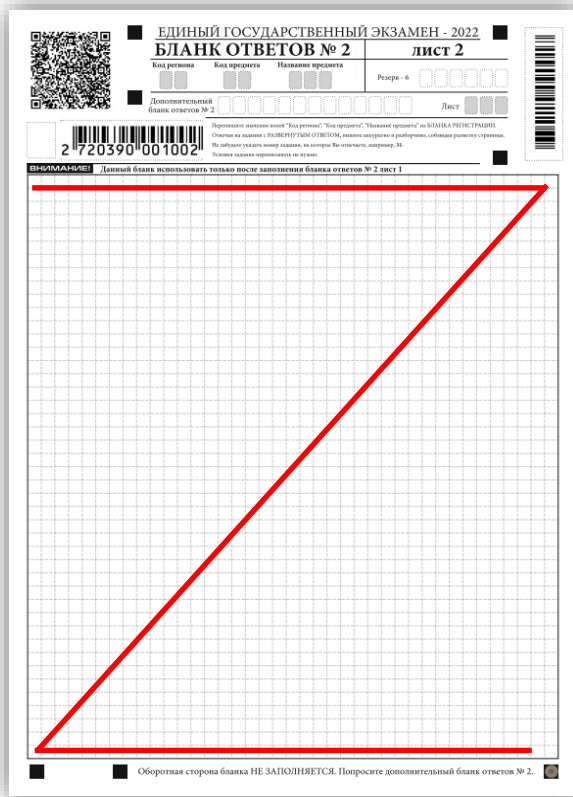 ЕДИНЫЙ ГОСУДАРСТВЕННЫЙ ЭКЗАМЕН - 2022
БЛАНК ОТВЕТОВ № 2
лист 2
Код региона Код предмета Название предмета
Резерв - 6
Дополнительный
бланк ответов № 2
Лист
2 720390 001002
Перепишите значения полей "Код региона", "Код предмета", "Название предмета" из БЛАНКА РЕГИСТРАЦИИ.
Отвечая на задания с РАЗВЕРНУТЫМ ОТВЕТОМ, пишите аккуратно и разборчиво, соблюдая разметку страницы.
Не забудьте указать номер задания, на которое Вы отвечаете, например, 31.
Условия задания переписывать не нужно.
ВНИМАНИЕ! Данный бланк использовать только после заполнения бланка ответов № 2 лист 1
Оборотная сторона бланка НЕ ЗАПОЛНЯЕТСЯ. Попросите дополнительный бланк ответов № 2.